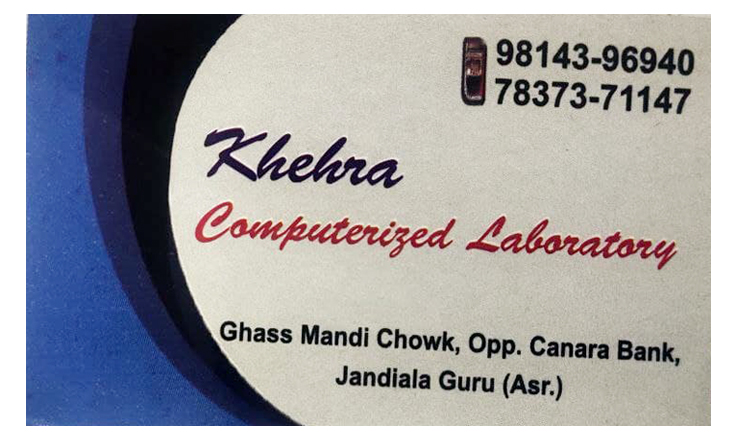 98143-96940
78373-71147
Khehra
Computerized Laboratory
Ghass Mandi Chowk, Opp. Canara Bank,
Jandiala Guru (Asr.)